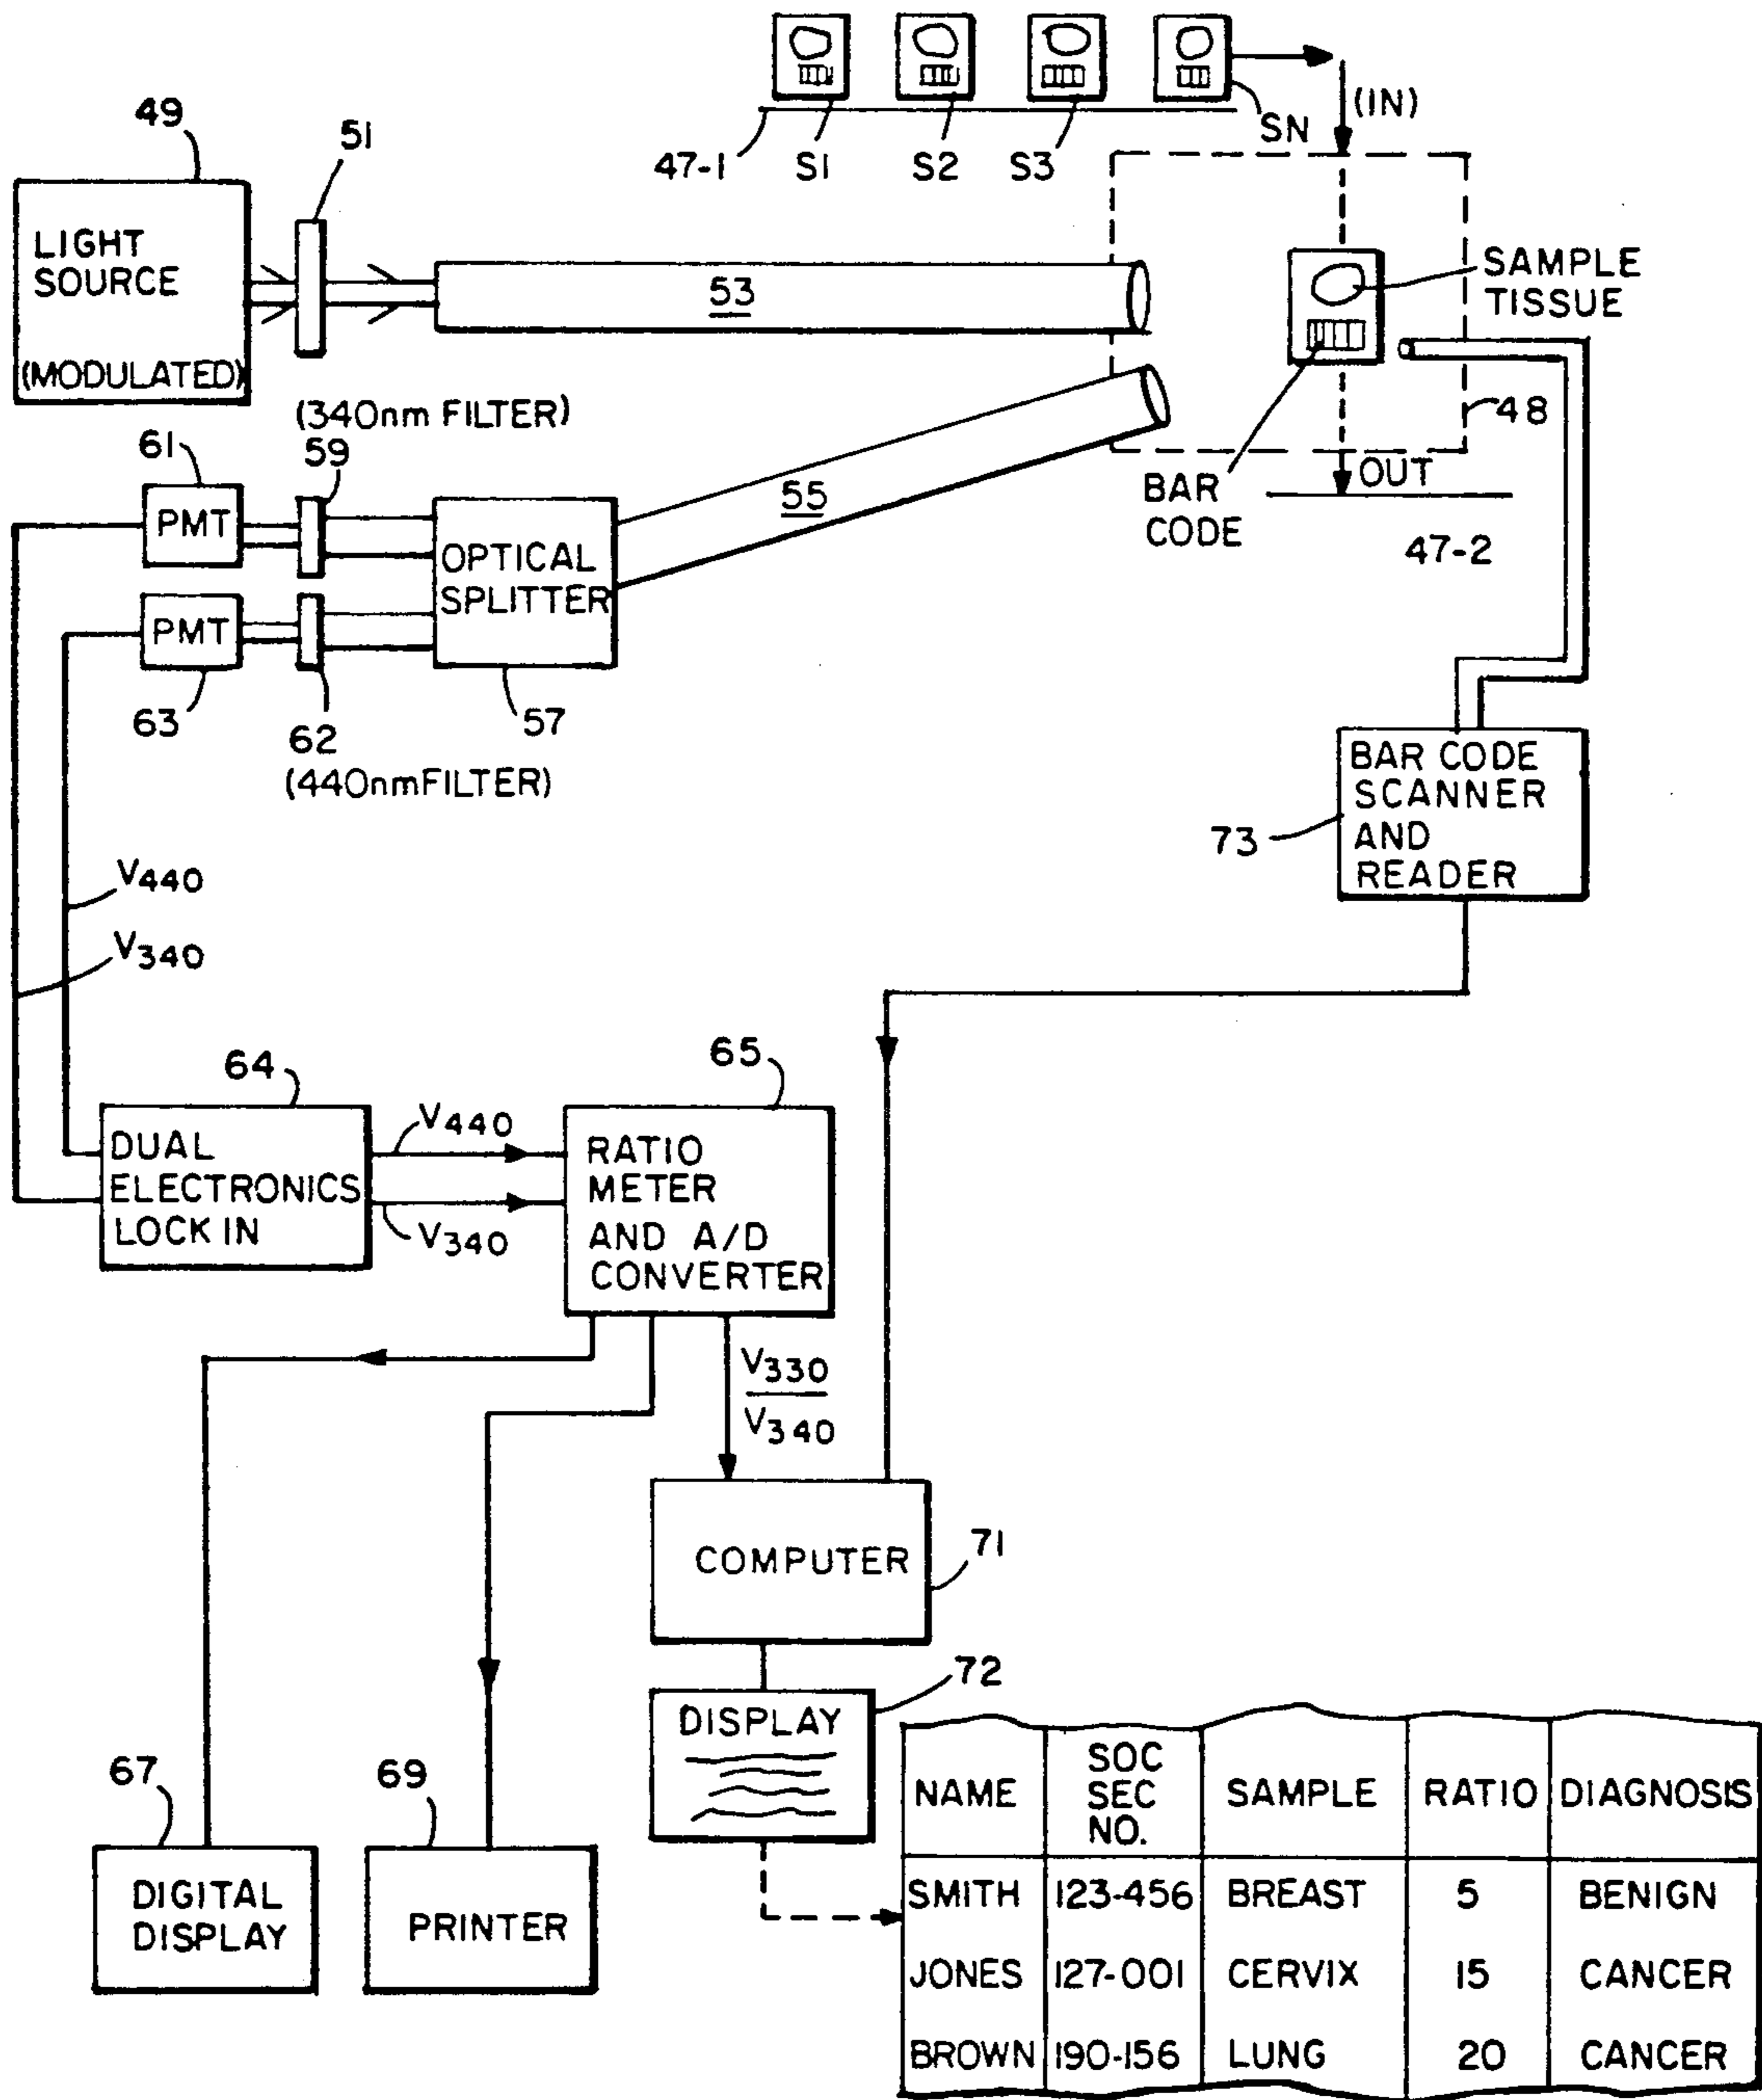 S1
S2
S3
SN
47-1
(IN)
49
51
LIGHT
SOURCE
(MODULATED)
53
SAMPLE
TISSUE
48
(340nm FILTER)
61
59
55
BAR
CODE
OUT
47-2
PMT
PMT
OPTICAL
SPLITTER
63
62
57
(440nmFILTER)
BAR CODE
SCANNER
AND
READER
73
V440
V340
64
65
DUAL
ELECTRONICS
LOCK IN
V440
V340
RATIO
METER
AND A/D
CONVERTER
V330
V340
COMPUTER
71
72
DISPLAY
67
69
DIGITAL
DISPLAY
PRINTER
NAME SOC SEC NO. SAMPLE RATIO DIAGNOSIS
SMITH 123-456 BREAST 5 BENIGN
JONES 127-001 CERVIX 15 CANCER
BROWN 190-156 LUNG 20 CANCER